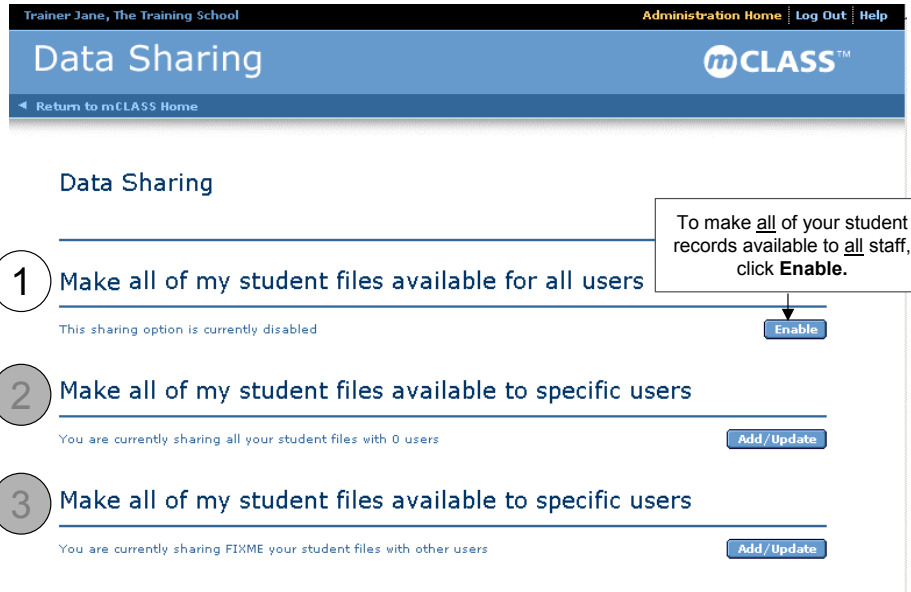 Trainer Jane, The Training School
Administration Home Log Out Help
Data Sharing
mCLASS™
Return to mCLASS Home
Data Sharing
To make all of your student
records available to all staff,
click Enable.
1
Make all of my student files available for all users
This sharing option is currently disabled
Enable
2
Make all of my student files available to specific users
You are currently sharing all your student files with 0 users
Add/Update
3
Make all of my student files available to specific users
You are currently sharing FIXME your student files with other users
Add/Update